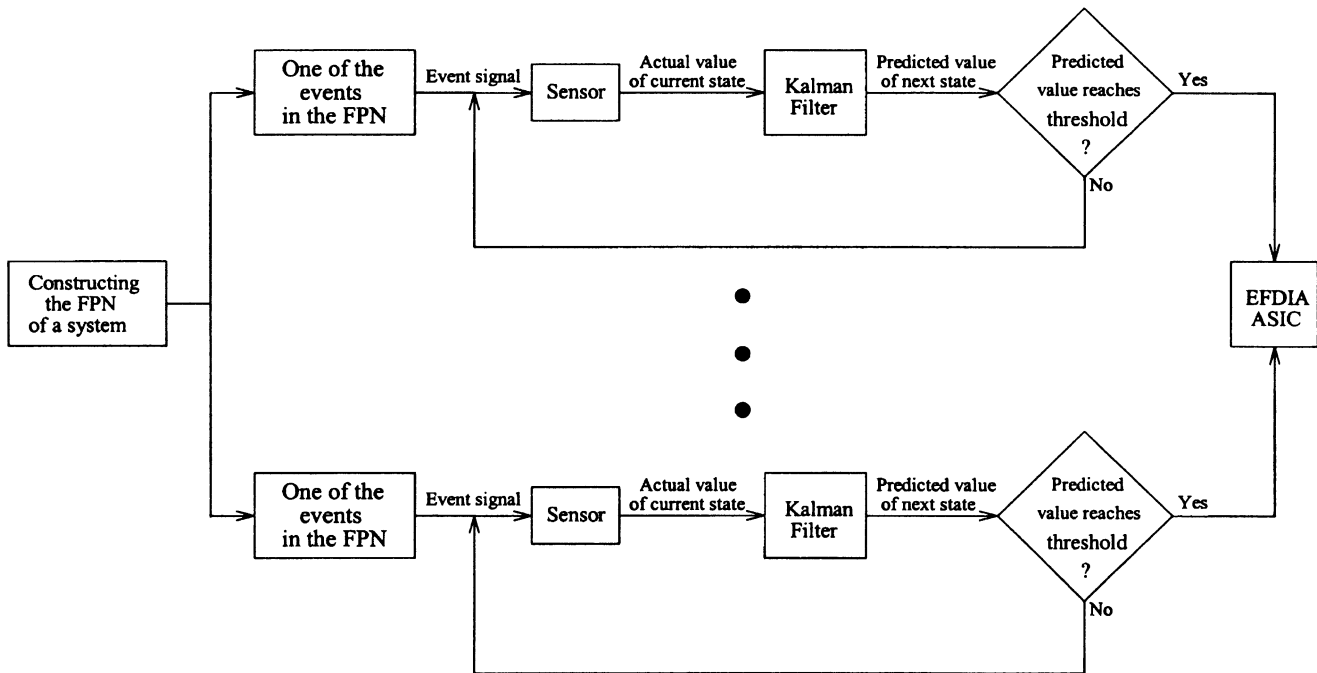 One of the
events
in the FPN
Event signal
Sensor
Actual value
of current state
Kalman
Filter
Predicted value
of next state
Predicted
value reaches
threshold
?
Yes
No
Constructing
the FPN
of a system
EFDIA
ASIC
One of the
events
in the FPN
Event signal
Sensor
Actual value
of current state
Kalman
Filter
Predicted value
of next state
Predicted
value reaches
threshold
?
Yes
No